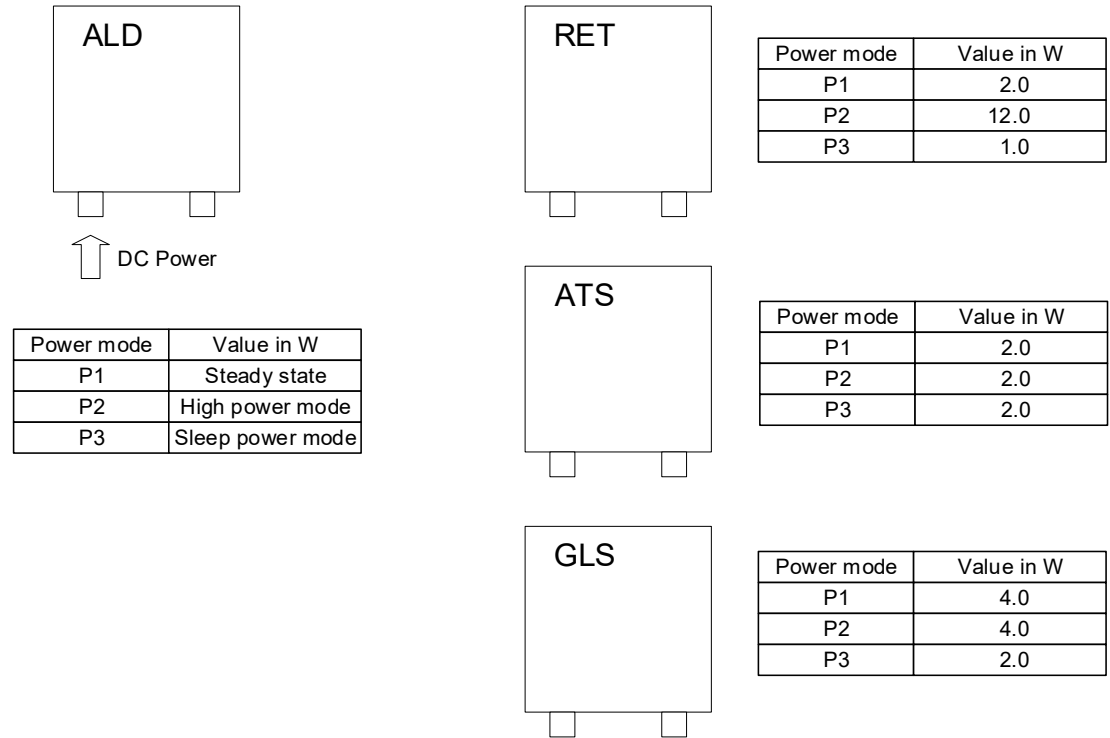 ALD
DC Power
Power mode Value in W
P1 Steady state
P2 High power mode
P3 Sleep power mode
RET
Power mode Value in W
P1 2.0
P2 12.0
P3 1.0
ATS
Power mode Value in W
P1 2.0
P2 2.0
P3 2.0
GLS
Power mode Value in W
P1 4.0
P2 4.0
P3 2.0